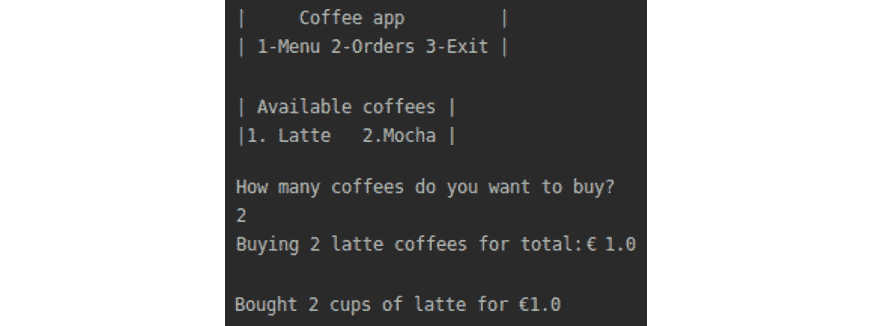 |     Coffee app         |
| 1-Menu 2-Orders 3-Exit |
| Available coffees |
|1. Latte   2.Mocha |
How many coffees do you want to buy?
2
Buying 2 latte coffees for total:€ 1.0
Bought 2 cups of latte for €1.0